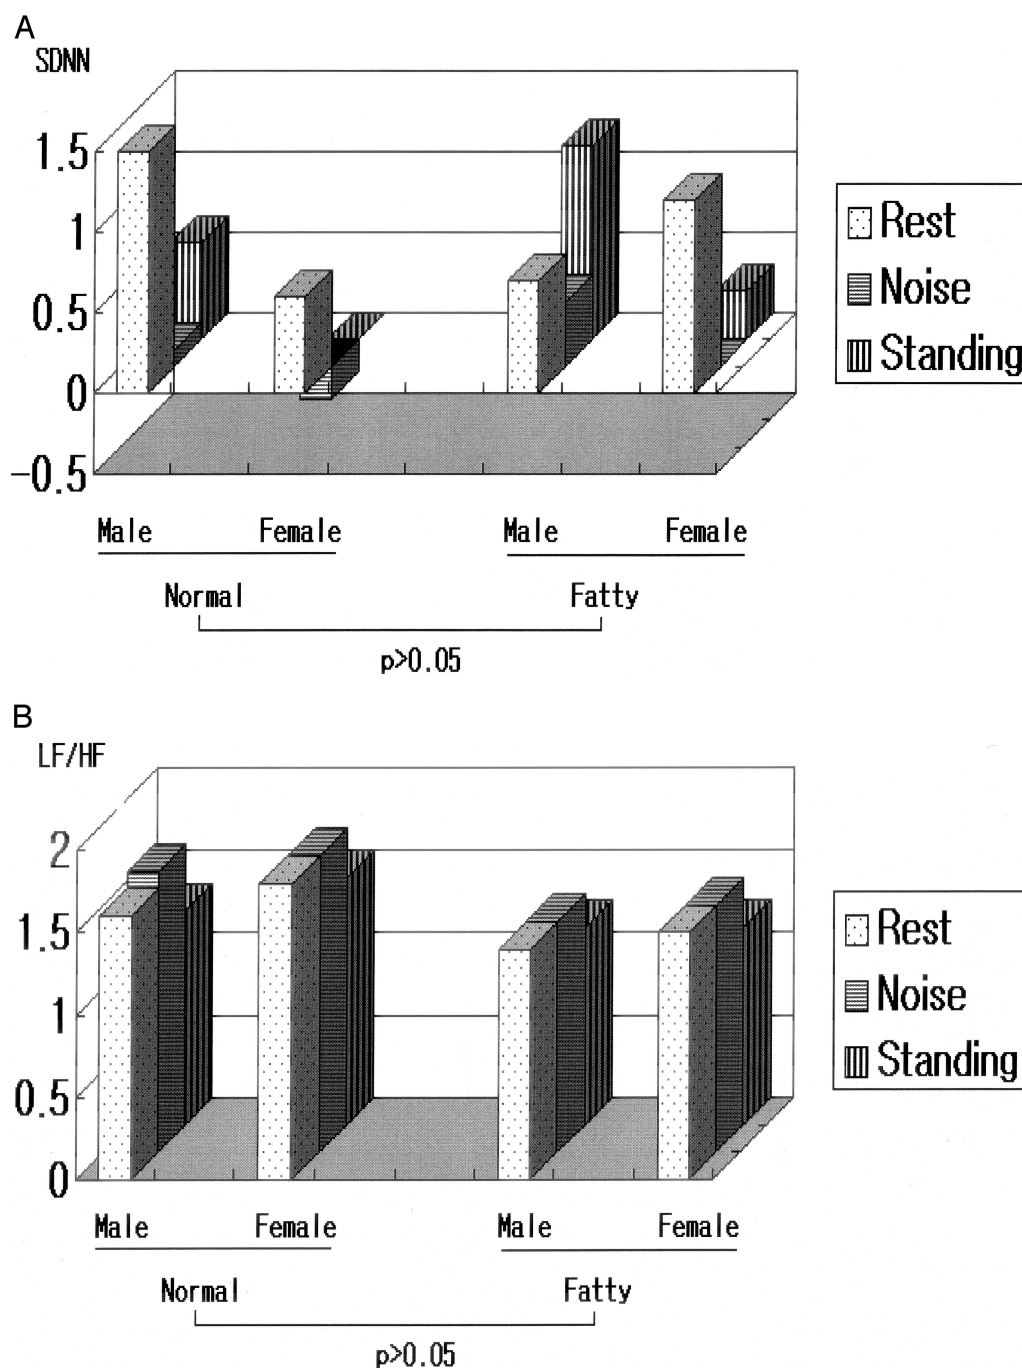 A
SDNN
1.5
1
0.5
0
-0.5
Rest
Noise
Standing
Male Female Male Female
Normal Fatty
p>0.05
B
LF/HF
2
1.5
1
0.5
0
Rest
Noise
Standing
Male Female Male Female
Normal Fatty
p>0.05